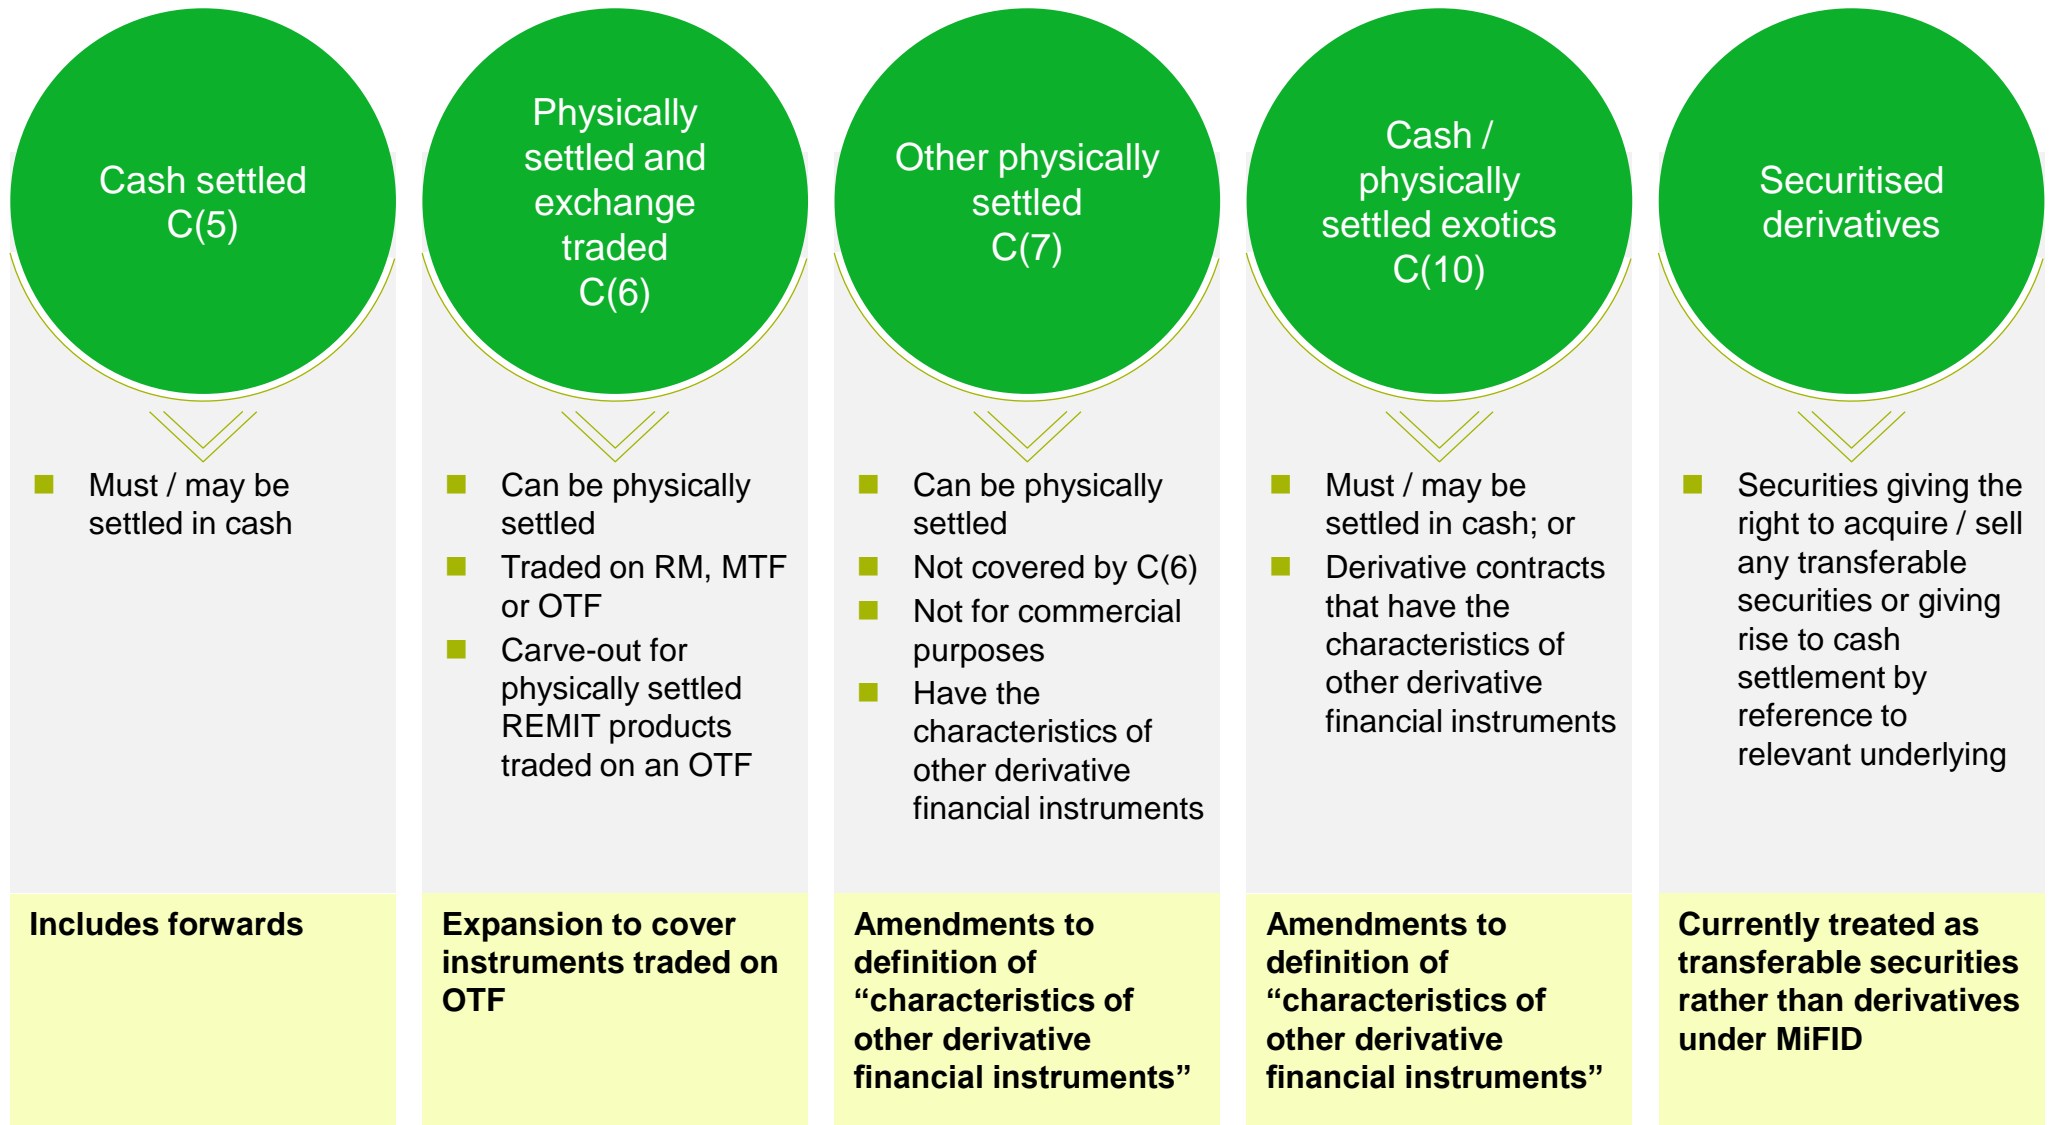 Cash settled
C(5)
Physically
settled and
exchange
traded
C(6)
Other physically
settled
C(7)
Cash /
physically
settled exotics
C(10)
Securitised
derivatives
Must / may be
settled in cash
Can be physically
settled
Traded on RM, MTF
or OTF
Carve-out for
physically settled
REMIT products
traded on an OTF
Can be physically
settled
Not covered by C(6)
Not for commercial
purposes
Have the
characteristics of
other derivative
financial instruments
Must / may be
settled in cash; or
Derivative contracts
that have the
characteristics of
other derivative
financial instruments
Securities giving the
right to acquire / sell
any transferable
securities or giving
rise to cash
settlement by
reference to
relevant underlying
Includes forwards
Expansion to cover
instruments traded on
OTF
Amendments to
definition of
“characteristics of
other derivative
financial instruments”
Amendments to
definition of
“characteristics of
other derivative
financial instruments”
Currently treated as
transferable securities
rather than derivatives
under MiFID